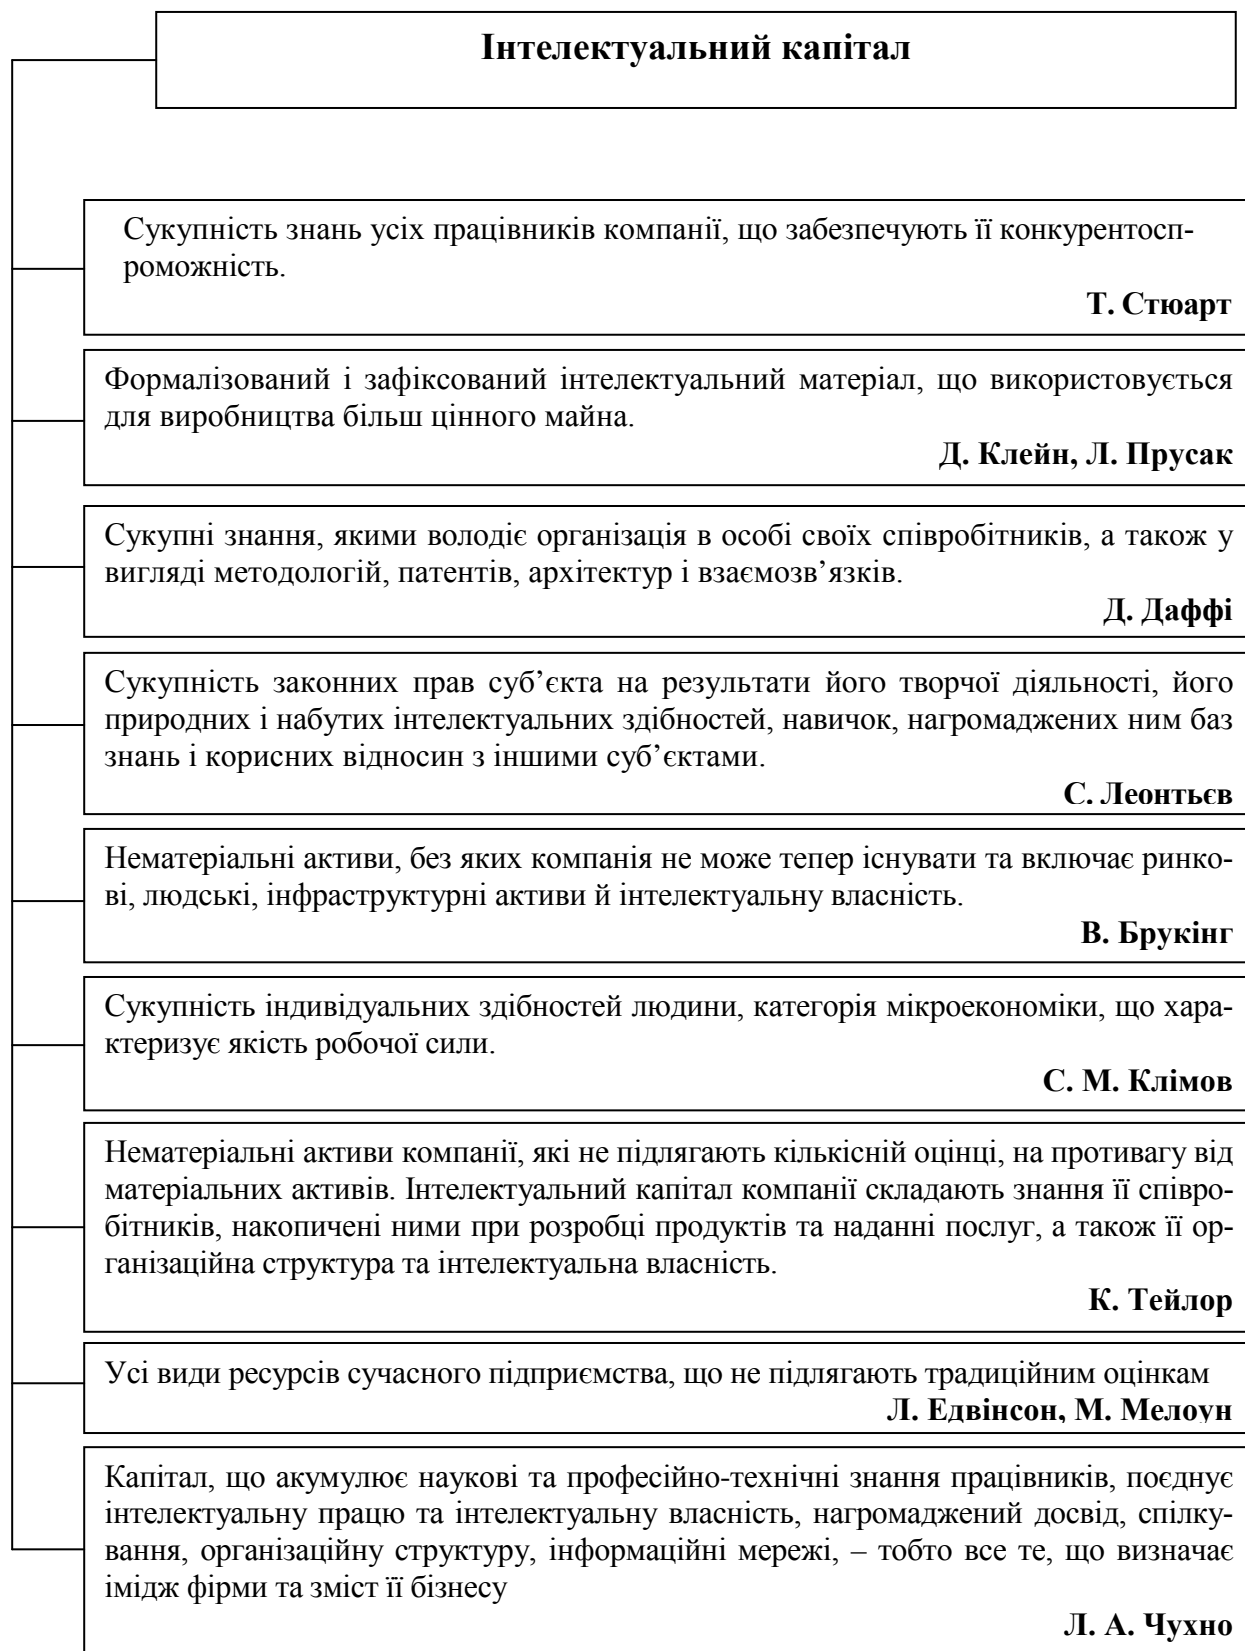 Інтелектуальний капітал
Сукупність знань усіх працівників компанії, що забезпечують її конкурентосп-
роможність.
Т. Стюарт
Формалізований і зафіксований інтелектуальний матеріал, що використовується
для виробництва більш цінного майна.
Д. Клейн, Л. Прусак
Сукупні знання, якими володіє організація в особі своїх співробітників, а також у
вигляді методологій, патентів, архітектур і взаємозв’язків.
Д. Даффі
Сукупність законних прав суб’єкта на результати його творчої діяльності, його
природних і набутих інтелектуальних здібностей, навичок, нагромаджених ним баз
знань і корисних відносин з іншими суб’єктами.
С. Леонтьєв
Нематеріальні активи, без яких компанія не може тепер існувати та включає ринко-
ві, людські, інфраструктурні активи й інтелектуальну власність.
В. Брукінг
Сукупність індивідуальних здібностей людини, категорія мікроекономіки, що хара-
ктеризує якість робочої сили.
С. М. Клімов
Нематеріальні активи компанії, які не підлягають кількісній оцінці, на противагу від
матеріальних активів. Інтелектуальний капітал компанії складають знання її співро-
бітників, накопичені ними при розробці продуктів та наданні послуг, а також її ор-
ганізаційна структура та інтелектуальна власність.
К. Тейлор
Усі види ресурсів сучасного підприємства, що не підлягають традиційним оцінкам
Л. Едвінсон, М. Мелоун
Капітал, що акумулює наукові та професійно-технічні знання працівників, поєднує
інтелектуальну працю та інтелектуальну власність, нагромаджений досвід, спілку-
вання, організаційну структуру, інформаційні мережі, – тобто все те, що визначає
імідж фірми та зміст її бізнесу
Л. А. Чухно